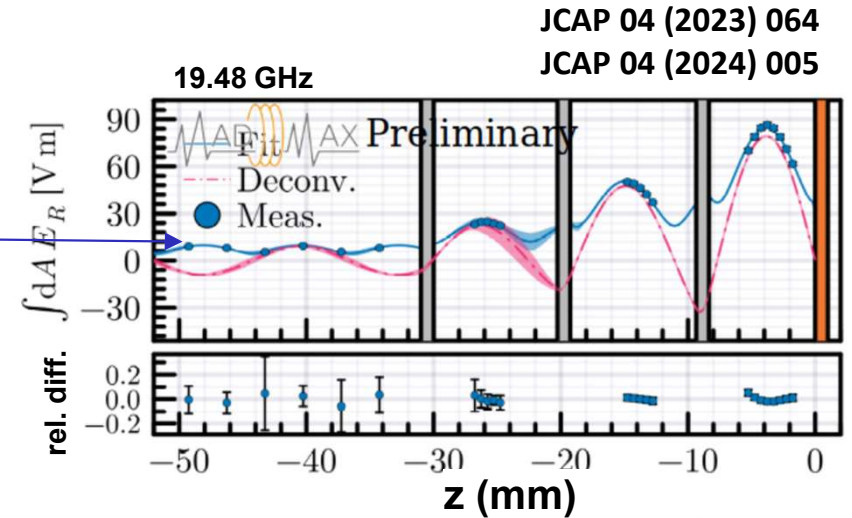 JCAP 04 (2023) 064
JCAP 04 (2024) 005
19.48 GHz
MADMAX Preliminary
Fit
Deconv.
Meas.
∫dA E_R [V m]
90
60
30
0
−30
rel. diff.
0.2
0.0
−0.2
−50 −40 −30 −20 −10 0
z (mm)